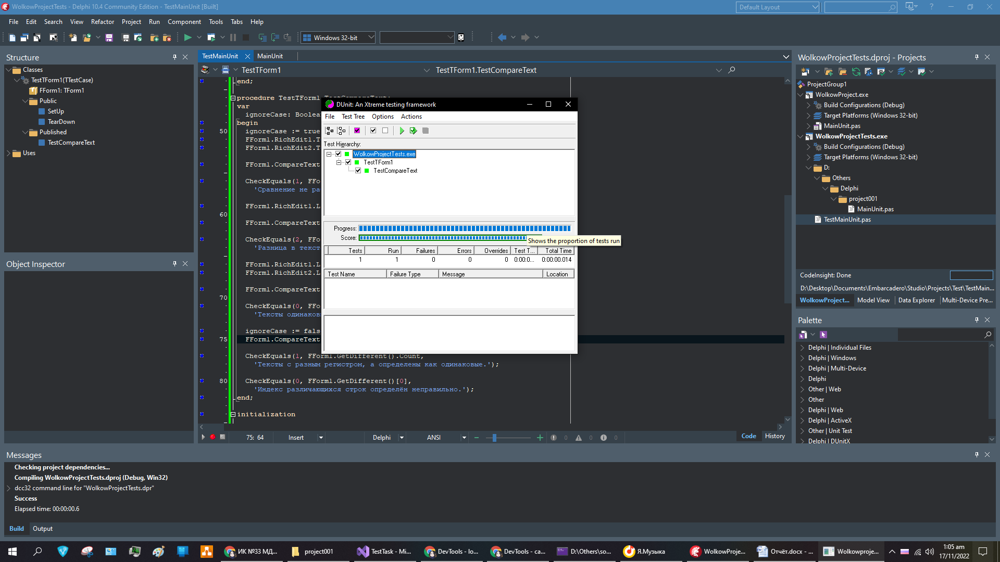 WolkowProjectTests - Delphi 10.4 Community Edition - TestMainUnit [Built]
Default Layout
File Edit Search View Refactor Project Run Component Tools Tabs Help
Windows 32-bit
Structure
Classes
TestTForm1(TTestCase)
FForm1: TForm1
Public
SetUp
TearDown
Published
TestCompareText
Uses
Object Inspector
TestMainUnit MainUnit
TestTForm1 TestTForm1.TestCompareText
end;
procedure TestTForm1.TestCompareText;
var
ignoreCase: Boolea
begin
50 ignoreCase := true
FForm1.RichEdit1.T
FForm1.RichEdit2.T
FForm1.CompareText
CheckEquals(1, FFo
'Сравнение не ра
FForm1.RichEdit1.L
60
FForm1.CompareText
CheckEquals(2, FFo
'Разница в текст
FForm1.RichEdit1.L
FForm1.RichEdit2.L
FForm1.CompareText
70
CheckEquals(0, FFo
'Тексты одинаковы
ignoreCase := fals
75 FForm1.CompareText
CheckEquals(1, FForm1.GetDifferent().Count,
'Тексты с разным регистром, а определены как одинаковые.');
80 CheckEquals(0, FForm1.GetDifferent()[0],
'Индекс различающихся строк определён неправильно.');
end;
initialization
75: 64 Insert Delphi ANSI 0 0 0 Code History
DUnit: An Xtreme testing framework
File Test Tree Options Actions
Test Hierarchy:
WolkowProjectTests.exe
TestTForm1
TestCompareText
Progress:
Score:
Shows the proportion of tests run
Tests Run Failures Errors Overrides Test T... Total Time
1 1 0 0 0 0:00:0... 0:00:00.014
Test Name Failure Type Message Location
WolkowProjectTests.dproj - Projects
ProjectGroup1
WolkowProject.exe
Build Configurations (Debug)
Target Platforms (Windows 32-bit)
MainUnit.pas
WolkowProjectTests.exe
Build Configurations (Debug)
Target Platforms (Windows 32-bit)
D:
Others
Delphi
project001
MainUnit.pas
TestMainUnit.pas
CodeInsight: Done
D:\Desktop\Documents\Embarcadero\Studio\Projects\Test\TestMain...
WolkowProject... Model View Data Explorer Multi-Device Pre...
Palette
Delphi | Individual Files
Delphi | Windows
Delphi | Multi-Device
Delphi
Other | Web
Other
Delphi | Web
Delphi | ActiveX
Other | Unit Test
Delphi | DUnitX
Messages
Checking project dependencies...
Compiling WolkowProjectTests.dproj (Debug, Win32)
dcc32 command line for "WolkowProjectTests.dpr"
Success
Elapsed time: 00:00:00.6
Build Output
ИК №33 МД... project001 TestTask - Mi... DevTools - lo... DevTools - ca... D:\Others\so... Я.Музыка WolkowProje... Отчёт.docx - ... Wolkowproje...
1:05 am
17/11/2022